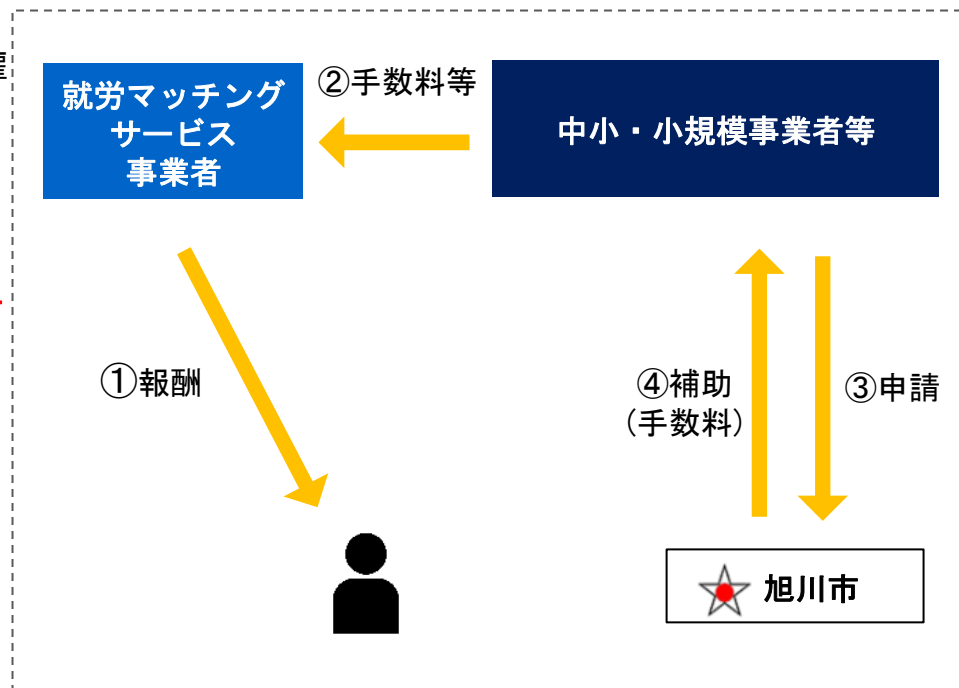 就労マッチング
サービス
事業者
②手数料等
中小・小規模事業者等
①報酬
④補助
(手数料)
③申請
旭川市